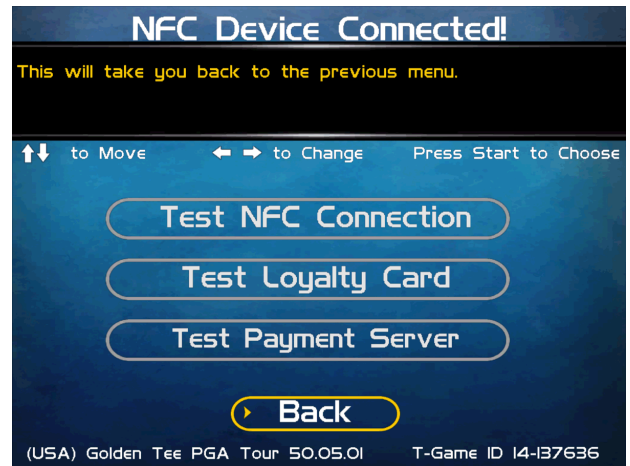 NFC Device Connected!
This will take you back to the previous menu.
to Move to Change Press Start to Choose
Test NFC Connection
Test Loyalty Card
Test Payment Server
Back
(USA) Golden Tee PGA Tour 50.05.01 T-Game ID 14-137636